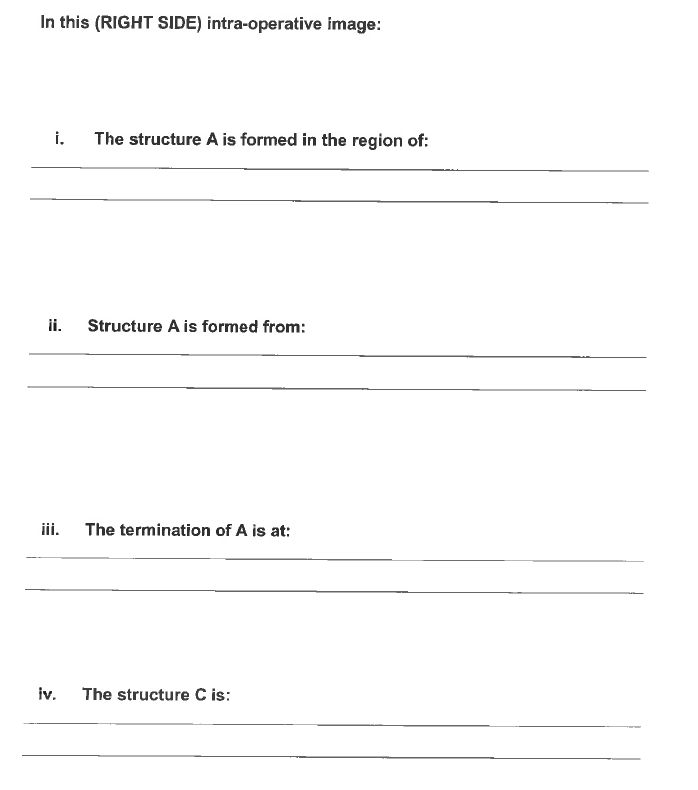 In this (RIGHT SIDE) intra-operative image:
i. The structure A is formed in the region of:
ii. Structure A is formed from:
iii. The termination of A is at:
iv. The structure C is: